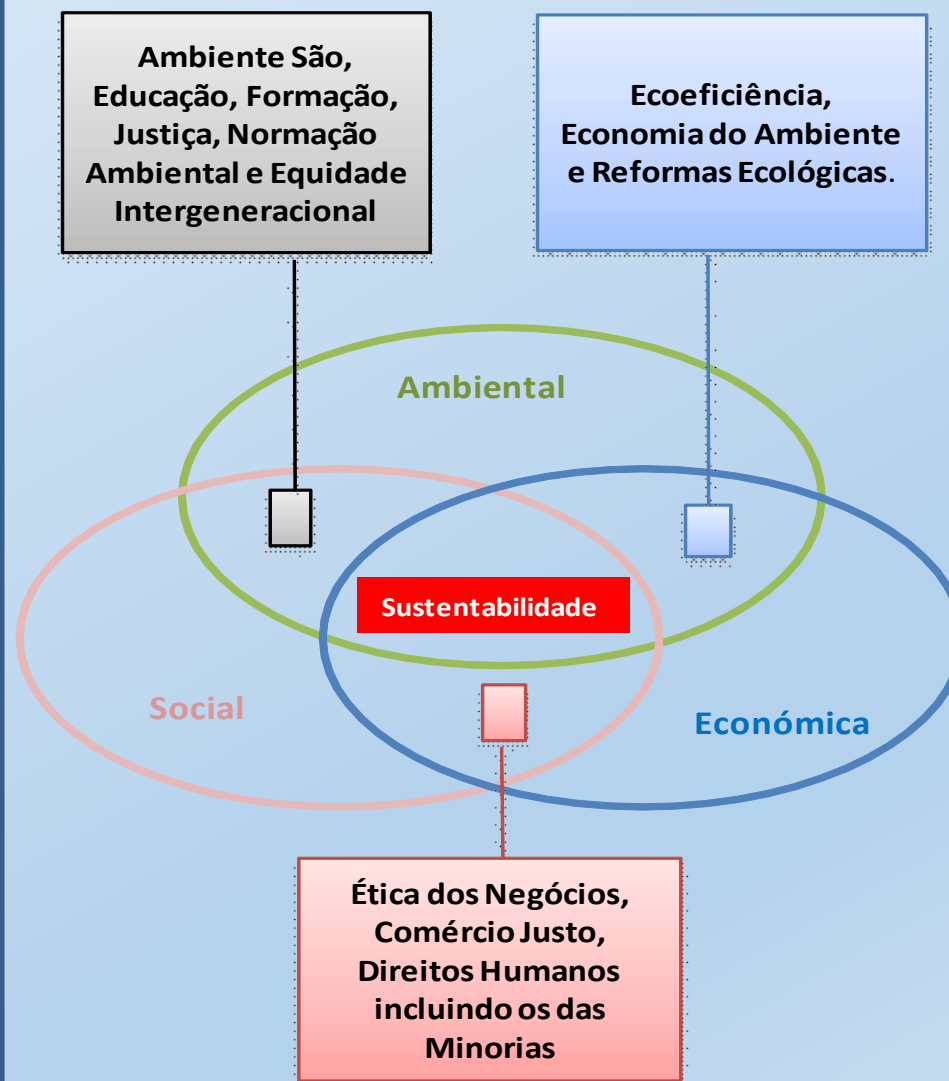 Ambiente São,
Educação, Formação,
Justiça, Normação
Ambiental e Equidade
Intergeneracional
Ecoeficiência,
Economia do Ambiente
e Reformas Ecológicas.
Ambiental
Sustentabilidade
Social
Económica
Ética dos Negócios,
Comércio Justo,
Direitos Humanos
incluindo os das
Minorias